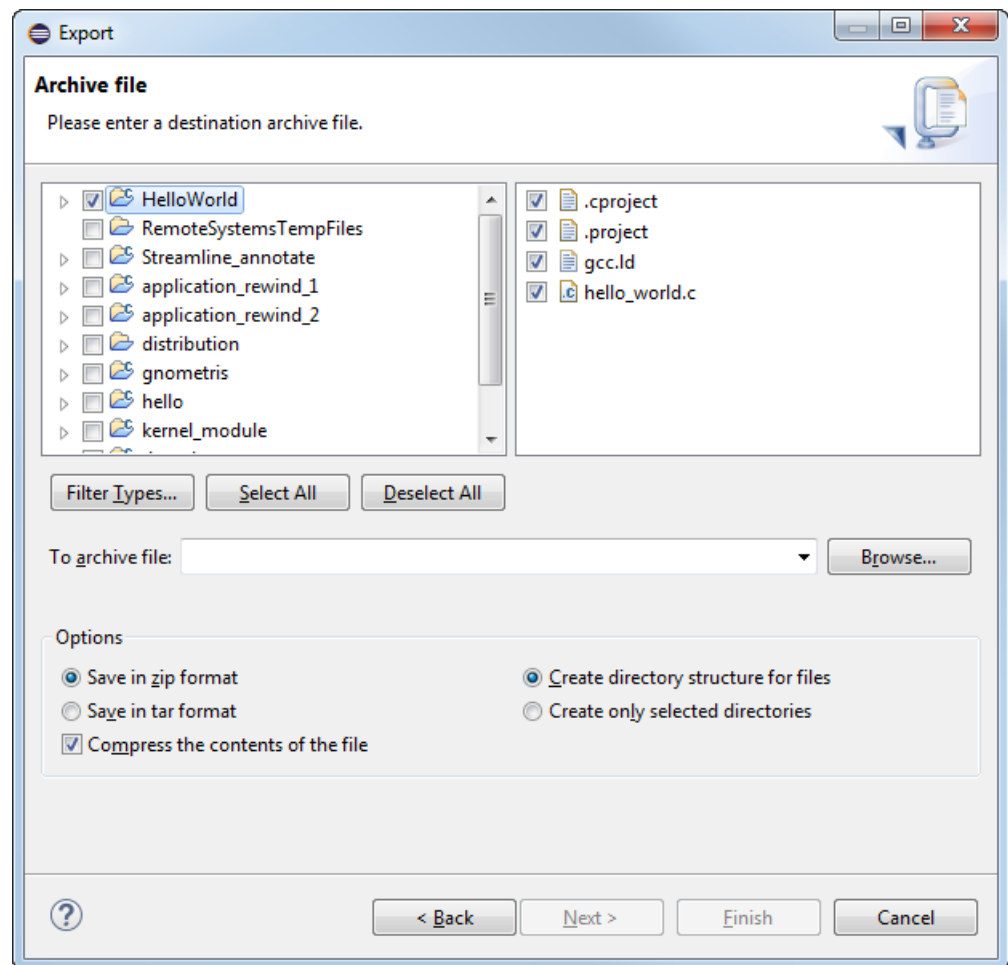 Export
Archive file
Please enter a destination archive file.
HelloWorld
RemoteSystemsTempFiles
Streamline_annotate
application_rewind_1
application_rewind_2
distribution
gnometris
hello
kernel_module
.cproject
.project
gcc.ld
hello_world.c
Filter Types... Select All Deselect All
To archive file: Browse...
Options
Save in zip format
Save in tar format
Compress the contents of the file
Create directory structure for files
Create only selected directories
< Back Next > Finish Cancel